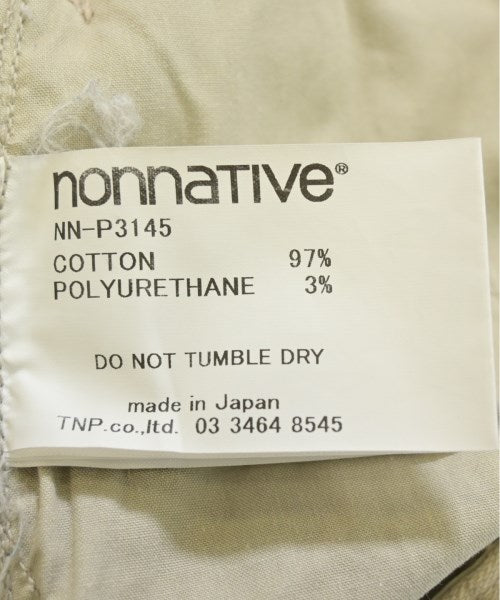 nonnative®
NN-P3145
COTTON 97%
POLYURETHANE 3%
DO NOT TUMBLE DRY
made in Japan
TNP.co.,ltd. 03 3464 8545